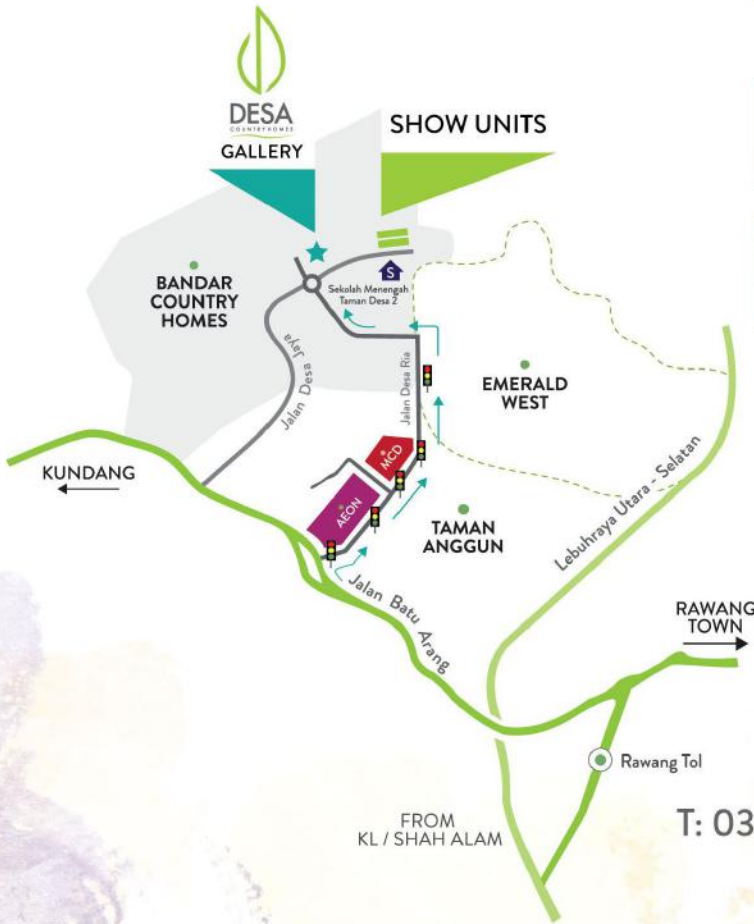 DESA
COUNTRYHOMES
GALLERY
SHOW UNITS
BANDAR
COUNTRY
HOMES
S
Sekolah Menengah
Taman Desa 2
Jalan Desa Jaya
Jalan Desa Ria
EMERALD
WEST
KUNDANG
MCD
AEON
TAMAN
ANGGUN
Lebuhraya Utara - Selatan
Jalan Batu Arang
RAWANG
TOWN
Rawang Tol
FROM
KL / SHAH ALAM
T: 03